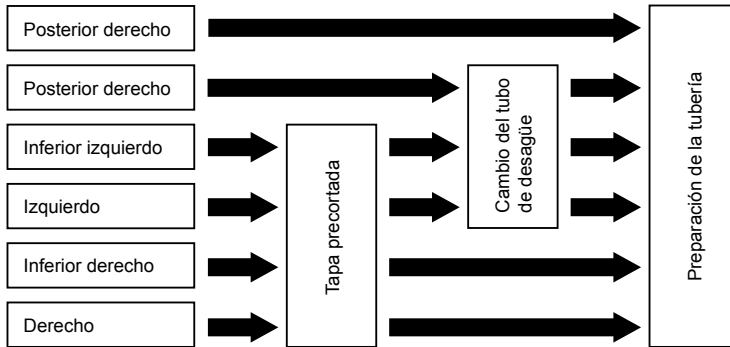 Posterior derecho
Posterior derecho
Inferior izquierdo
Izquierdo
Inferior derecho
Derecho
Tapa precortada
Cambio del tubo
de desagüe
Preparación de la tubería